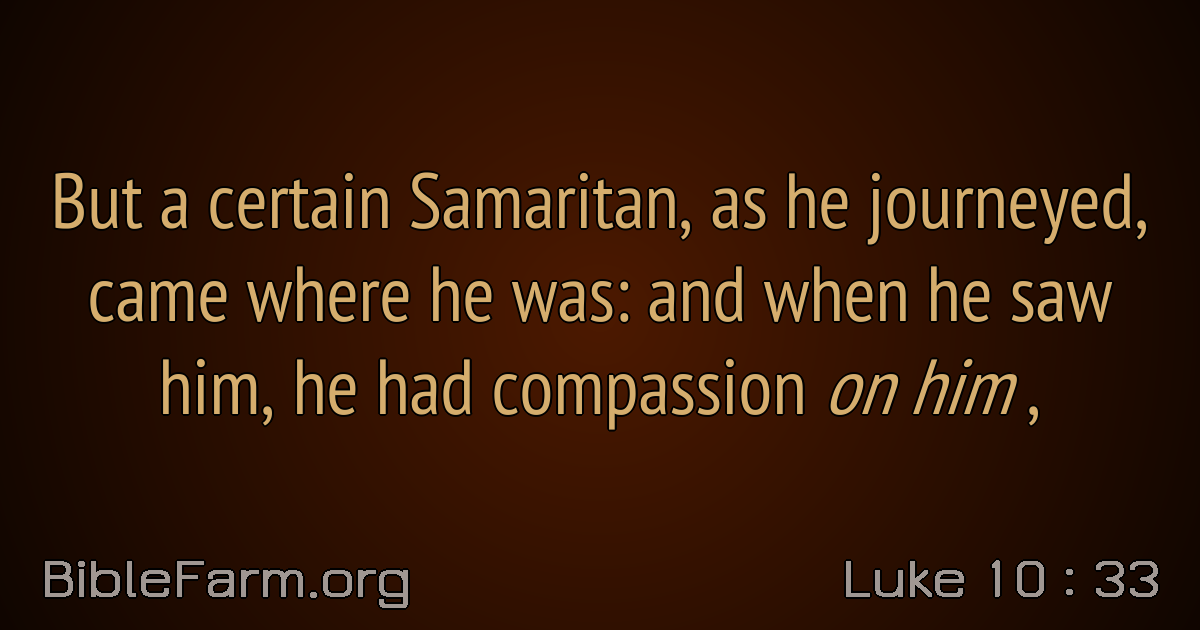 But a certain Samaritan, as he journeyed,
came where he was: and when he saw
him, he had compassion on him ,
BibleFarm.org
Luke 10 : 33